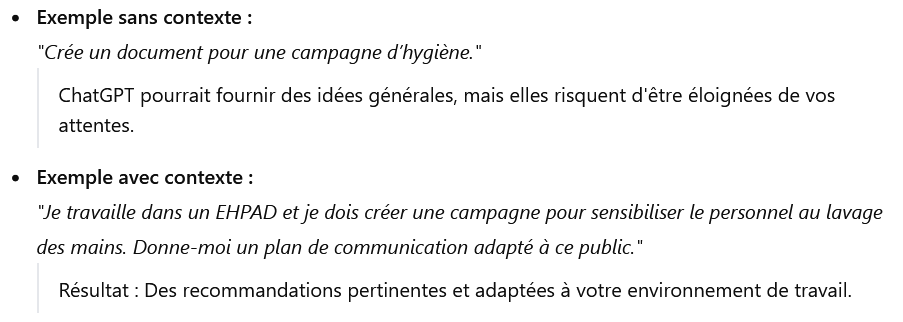 Exemple sans contexte :
"Crée un document pour une campagne d’hygiène."
ChatGPT pourrait fournir des idées générales, mais elles risquent d'être éloignées de vos
attentes.
Exemple avec contexte :
"Je travaille dans un EHPAD et je dois créer une campagne pour sensibiliser le personnel au lavage
des mains. Donne-moi un plan de communication adapté à ce public."
Résultat : Des recommandations pertinentes et adaptées à votre environnement de travail.